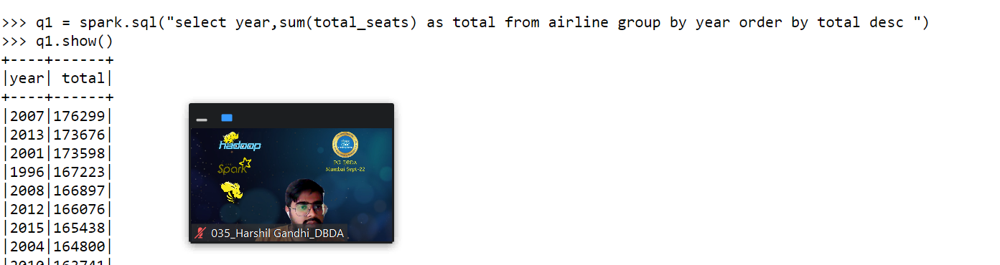 >>> q1 = spark.sql("select year,sum(total_seats) as total from airline group by year order by total desc ")
>>> q1.show()
+----+------+
|year| total|
+----+------+
|2007|176299|
|2013|173676|
|2001|173598|
|1996|167223|
|2008|166897|
|2012|166076|
|2015|165438|
|2004|164800|
|2010|163741|
hadoop
Spark
PG DBDA
Mumbai Sept-22
035_Harshil Gandhi_DBDA